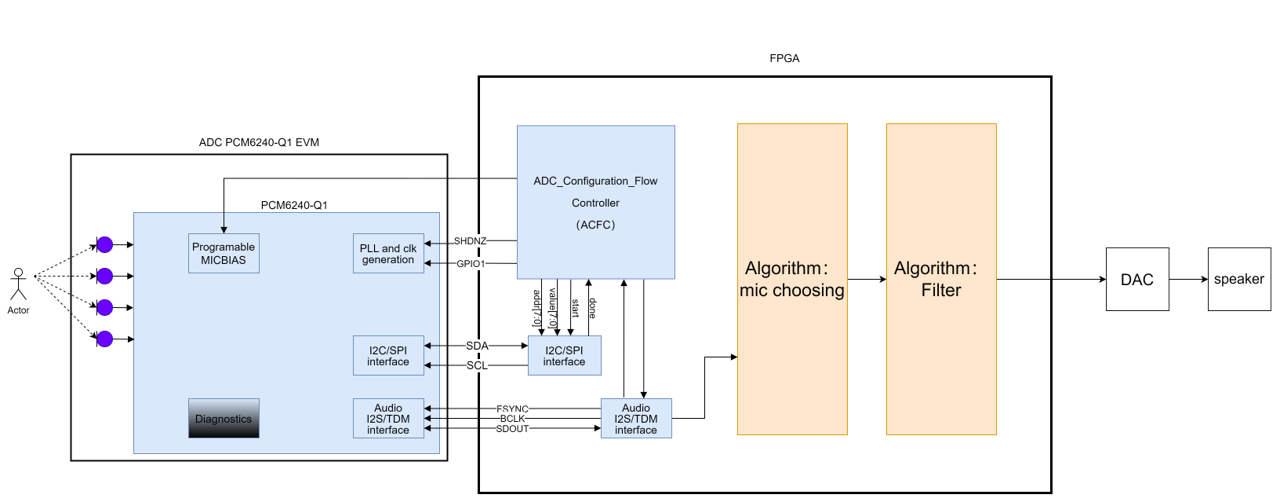 FPGA
ADC PCM6240-Q1 EVM
PCM6240-Q1
Actor
Programable
MICBIAS
PLL and clk
generation
I2C/SPI
interface
Diagnostics
Audio
I2S/TDM
interface
SHDNZ
GPIO1
SDA
SCL
FSYNC
BCLK
SDOUT
ADC_Configuration_Flow
Controller
(ACFC)
addr[7:0]
value[7:0]
start
done
I2C/SPI
interface
Audio
I2S/TDM
interface
Algorithm:
mic choosing
Algorithm:
Filter
DAC
speaker